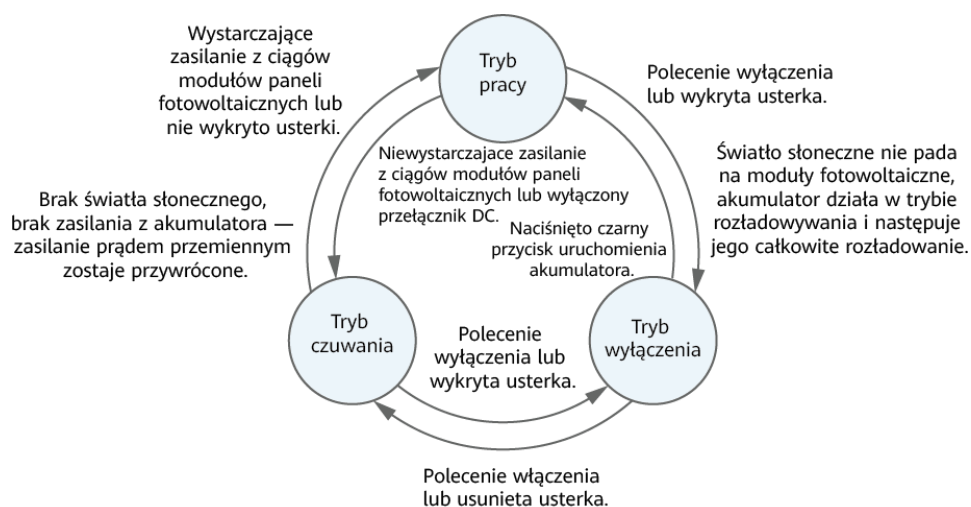 Wystarczające
zasilanie z ciągów
modułów paneli
fotowoltaicznych lub
nie wykryto usterki.
Tryb
pracy
Polecenie wyłączenia
lub wykryta usterka.
Niewystarczajace zasilanie
z ciągów modułów paneli
fotowoltaicznych lub wyłączony
przełącznik DC.
Światło słoneczne nie pada
na moduły fotowoltaiczne,
akumulator działa w trybie
rozładowywania i następuje
jego całkowite rozładowanie.
Brak światła słonecznego,
brak zasilania z akumulatora —
zasilanie prądem przemiennym
zostaje przywrócone.
Naciśnięto czarny
przycisk uruchomienia
akumulatora.
Tryb
czuwania
Polecenie
wyłączenia lub
wykryta usterka.
Tryb
wyłączenia
Polecenie włączenia
lub usunieta usterka.